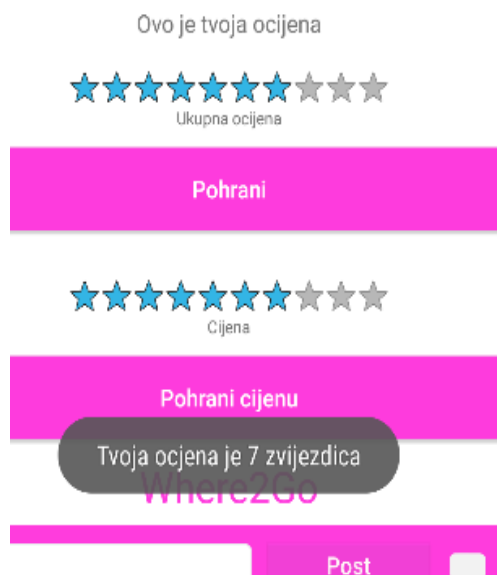 Ovo je tvoja ocijena
Ukupna ocijena
Pohrani
Cijena
Pohrani cijenu
Tvoja ocjena je 7 zvijezdica
Where2Go
Post